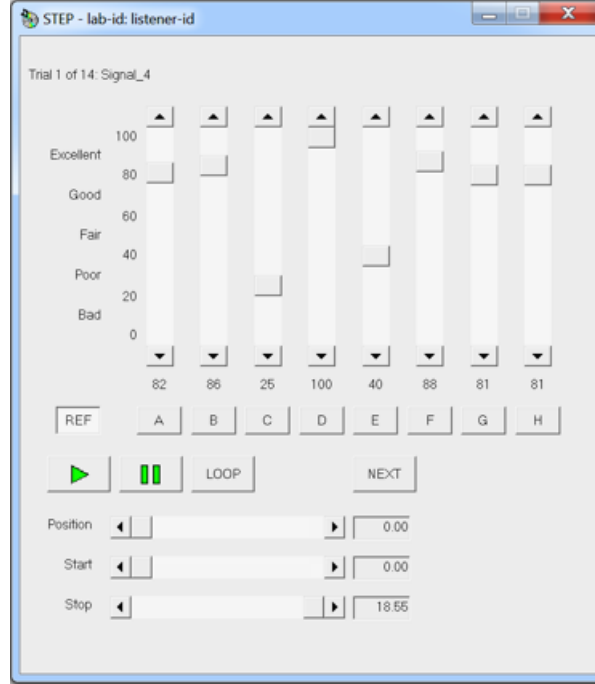 STEP - lab-id: listener-id
Trial 1 of 14: Signal_4
100
Excellent
80
Good
60
Fair
40
Poor
20
Bad
0
82 86 25 100 40 88 81 81
REF A B C D E F G H
LOOP NEXT
Position 0.00
Start 0.00
Stop 18.55